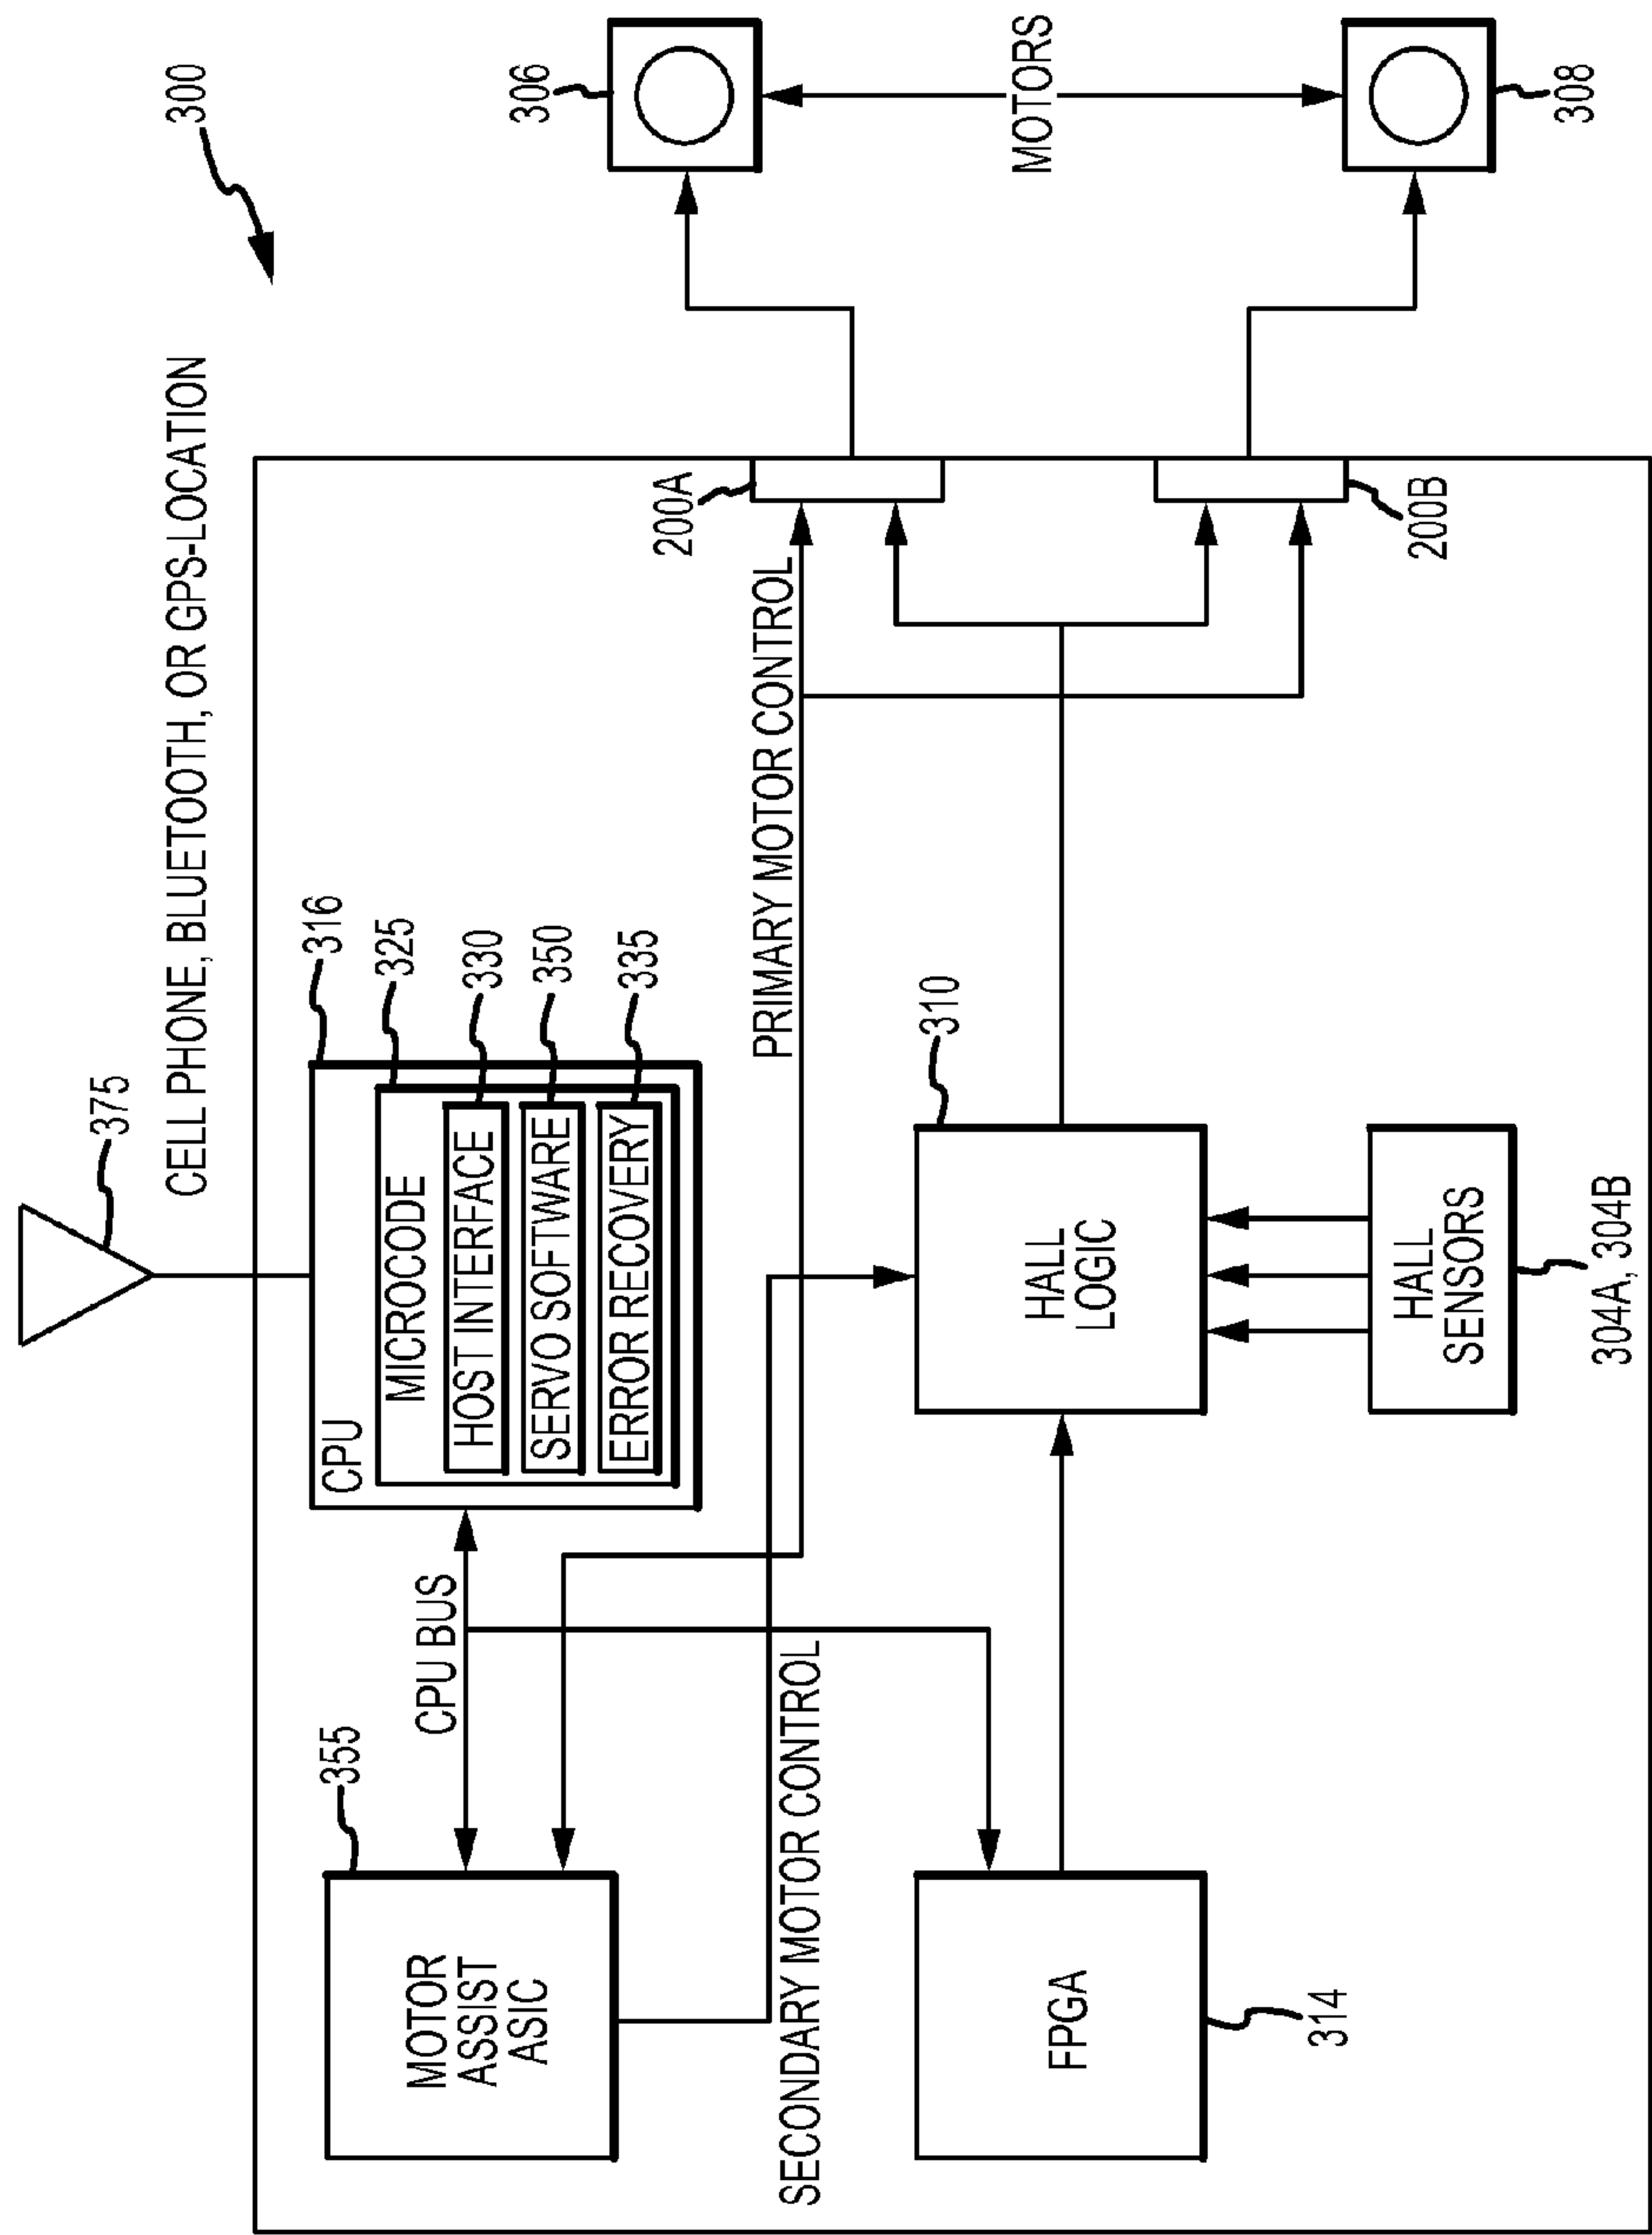 300
375
CELL PHONE, BLUETOOTH, OR GPS-LOCATION
316
325
330
350
335
CPU
MICROCODE
HOST INTERFACE
SERVO SOFTWARE
ERROR RECOVERY
355
MOTOR
ASSIST
ASIC
CPU BUS
PRIMARY MOTOR CONTROL
SECONDARY MOTOR CONTROL
200A
200B
306
MOTORS
308
310
HALL
LOGIC
FPGA
314
HALL
SENSORS
304A, 304B